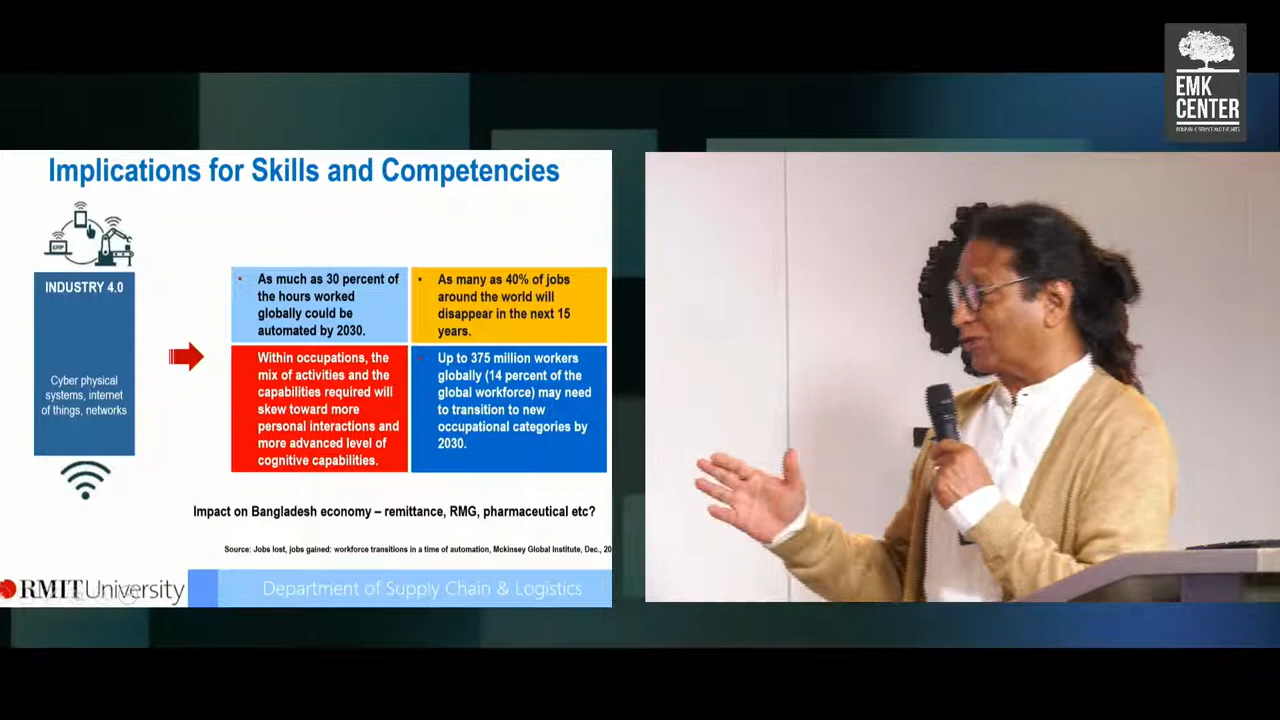 EMK
CENTER
Implications for Skills and Competencies
ERP
INDUSTRY 4.0
Cyber physical
systems, internet
of things, networks
• As much as 30 percent of
the hours worked
globally could be
automated by 2030.
• As many as 40% of jobs
around the world will
disappear in the next 15
years.
Within occupations, the
mix of activities and the
capabilities required will
skew toward more
personal interactions and
more advanced level of
cognitive capabilities.
• Up to 375 million workers
globally (14 percent of the
global workforce) may need
to transition to new
occupational categories by
2030.
Impact on Bangladesh economy – remittance, RMG, pharmaceutical etc?
Source: Jobs lost, jobs gained: workforce transitions in a time of automation, Mckinsey Global Institute, Dec., 20
RMIT University
Department of Supply Chain & Logistics